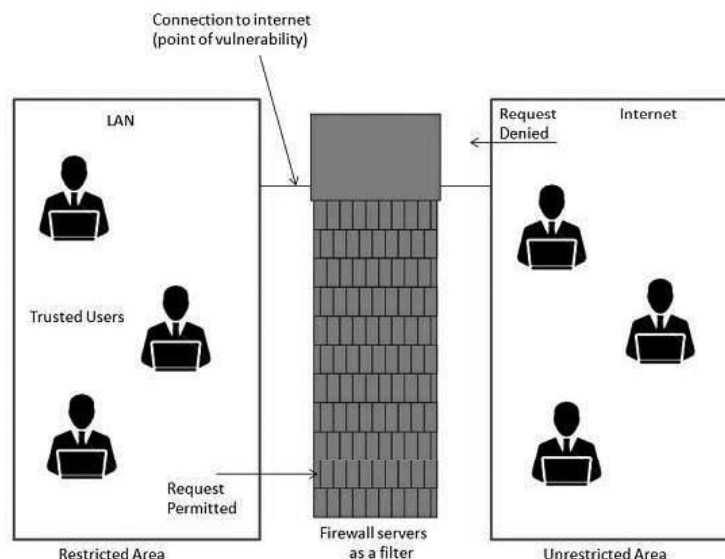 Connection to internet
(point of vulnerability)
LAN
Request
Denied
Internet
Trusted Users
Request
Permitted
Firewall servers
as a filter
Restricted Area
Unrestricted Area